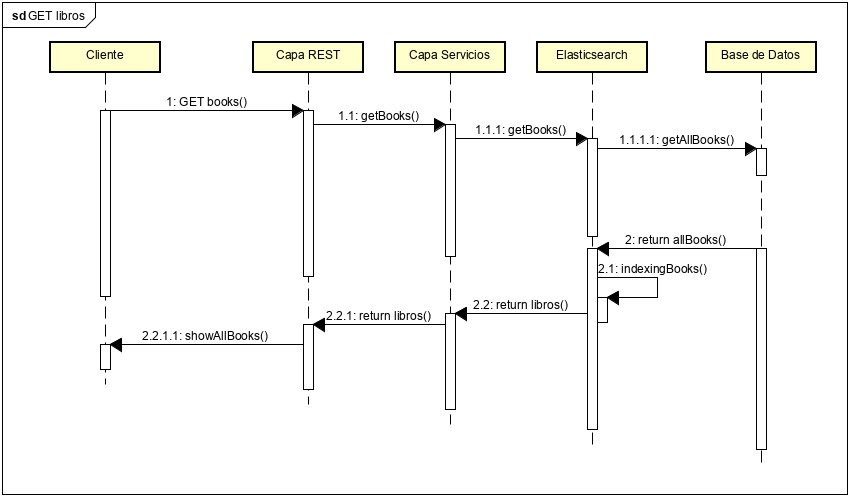 sd GET libros
Cliente
Capa REST
Capa Servicios
Elasticsearch
Base de Datos
1: GET books()
1.1: getBooks()
1.1.1: getBooks()
1.1.1.1: getAllBooks()
2: return allBooks()
2.1: indexingBooks()
2.2: return libros()
2.2.1: return libros()
2.2.1.1: showAllBooks()